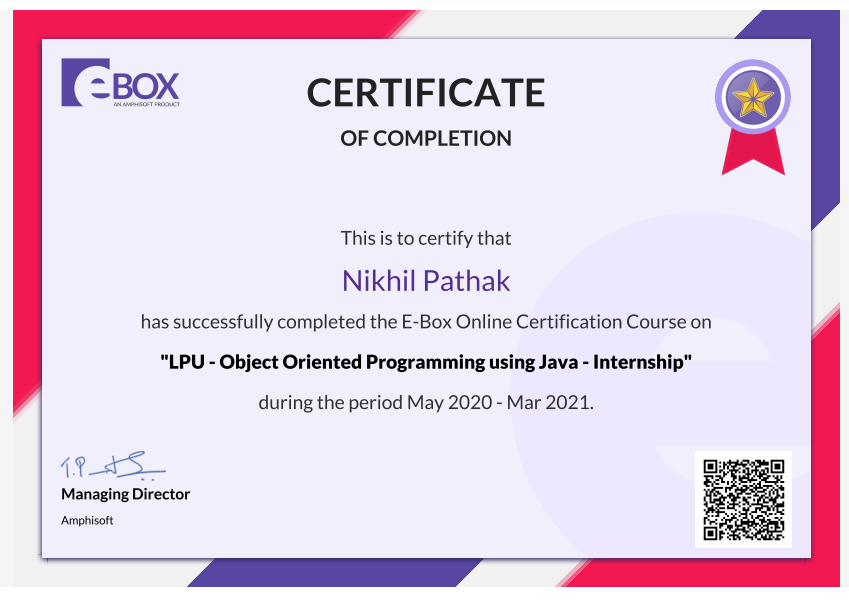 eBOX
AN AMPHISOFT PRODUCT
CERTIFICATE
OF COMPLETION
This is to certify that
Nikhil Pathak
has successfully completed the E-Box Online Certification Course on
"LPU - Object Oriented Programming using Java - Internship"
during the period May 2020 - Mar 2021.
Managing Director
Amphisoft